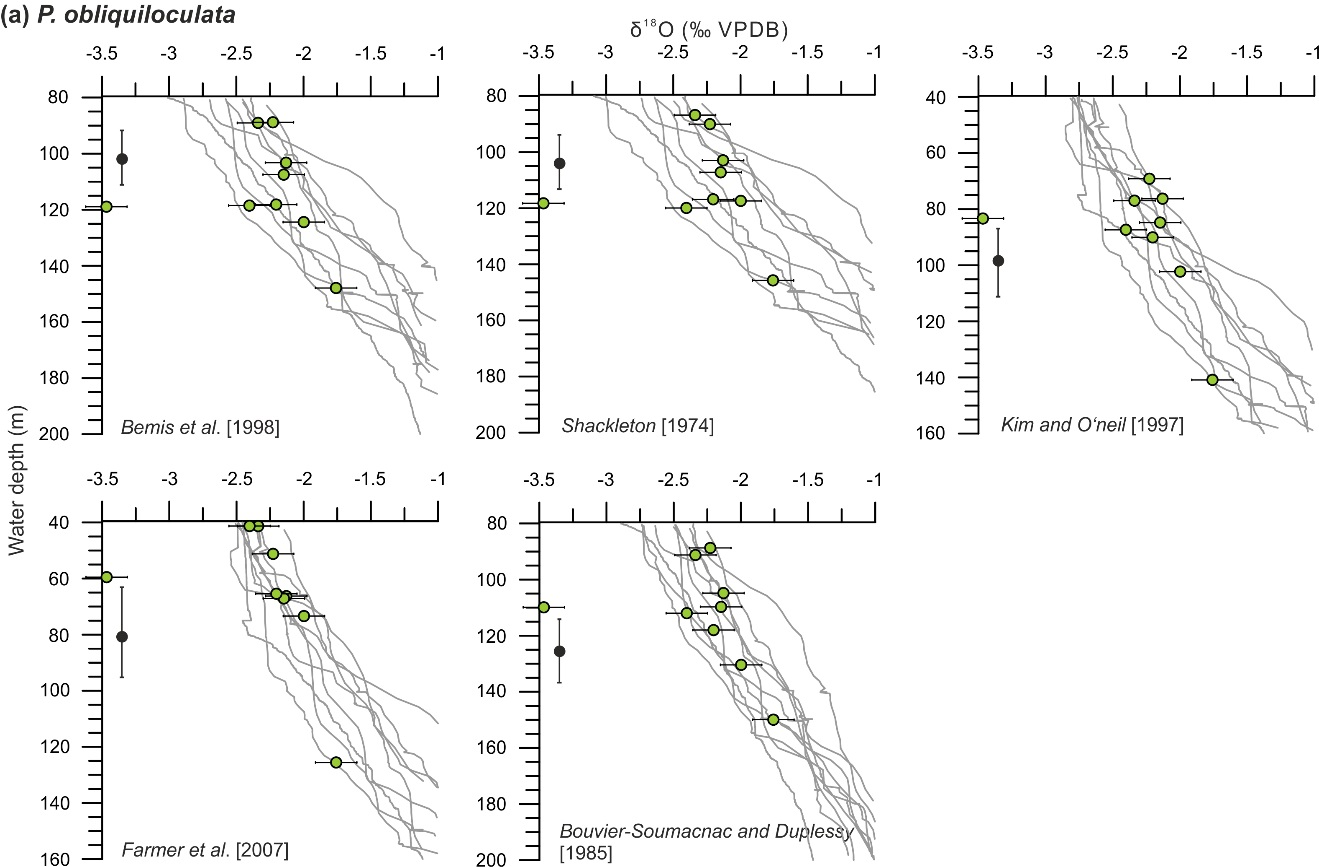 (a) P. obliquiloculata
δ¹⁸O (‰ VPDB)
-3.5 -3 -2.5 -2 -1.5 -1
-3.5 -3 -2.5 -2 -1.5 -1
-3.5 -3 -2.5 -2 -1.5 -1
80
100
120
140
160
180
200
Bemis et al. [1998]
80
100
120
140
160
180
200
Shackleton [1974]
40
60
80
100
120
140
160
Kim and O‘neil [1997]
Water depth (m)
-3.5 -3 -2.5 -2 -1.5 -1
-3.5 -3 -2.5 -2 -1.5 -1
40
60
80
100
120
140
160
Farmer et al. [2007]
80
100
120
140
160
180
200
Bouvier-Soumacnac and Duplessy
[1985]